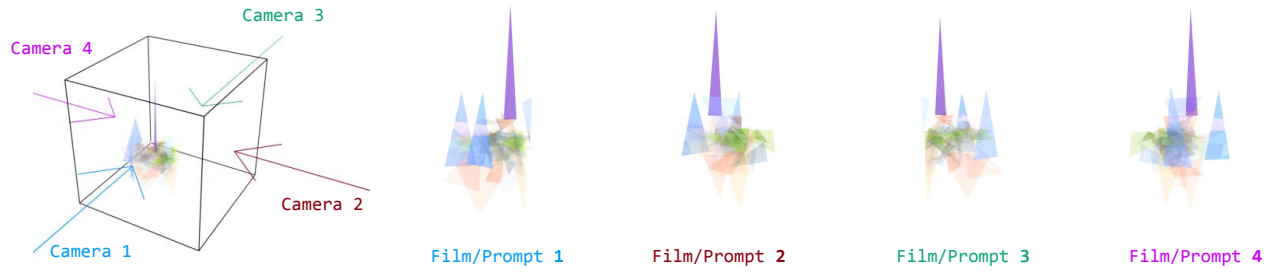 Camera 3
Camera 4
Camera 2
Camera 1
Film/Prompt 1
Film/Prompt 2
Film/Prompt 3
Film/Prompt 4